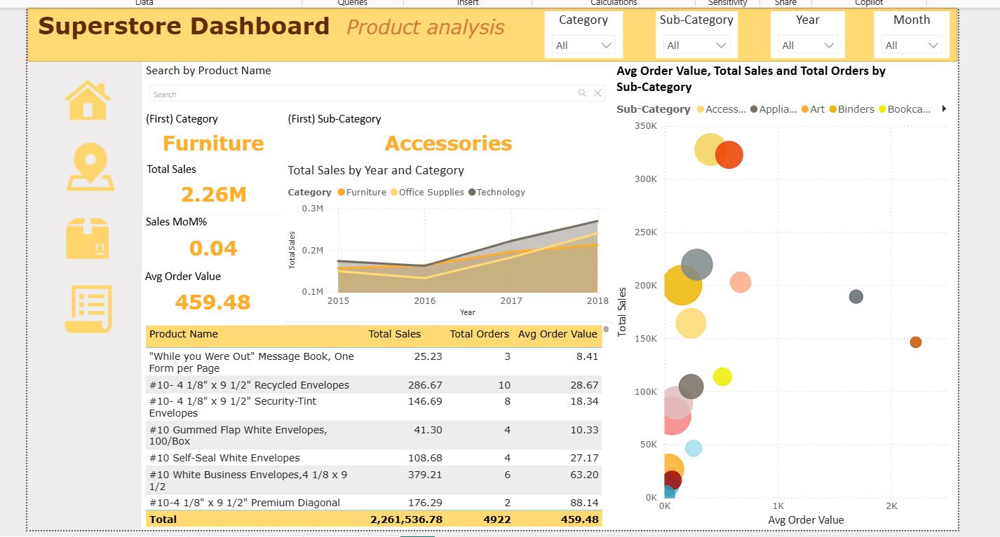 Data Queries Insert Calculations Sensitivity Share Copilot
Superstore Dashboard Product analysis
Category
All
Sub-Category
All
Year
All
Month
All
Search by Product Name
Search
(First) Category
Furniture
(First) Sub-Category
Accessories
Total Sales
2.26M
Sales MoM%
0.04
Avg Order Value
459.48
Total Sales by Year and Category
Category Furniture Office Supplies Technology
Total Sales
0.3M
0.2M
0.1M
2015 2016 2017 2018
Year
Product Name Total Sales Total Orders Avg Order Value
"While you Were Out" Message Book, One 25.23 3 8.41
Form per Page
#10- 4 1/8" x 9 1/2" Recycled Envelopes 286.67 10 28.67
#10- 4 1/8" x 9 1/2" Security-Tint 146.69 8 18.34
Envelopes
#10 Gummed Flap White Envelopes, 41.30 4 10.33
100/Box
#10 Self-Seal White Envelopes 108.68 4 27.17
#10 White Business Envelopes,4 1/8 x 9 379.21 6 63.20
1/2
#10-4 1/8" x 9 1/2" Premium Diagonal 176.29 2 88.14
Total 2,261,536.78 4922 459.48
Avg Order Value, Total Sales and Total Orders by
Sub-Category
Sub-Category Access... Applia... Art Binders Bookca...
Total Sales
350K
300K
250K
200K
150K
100K
50K
0K
0K 1K 2K
Avg Order Value